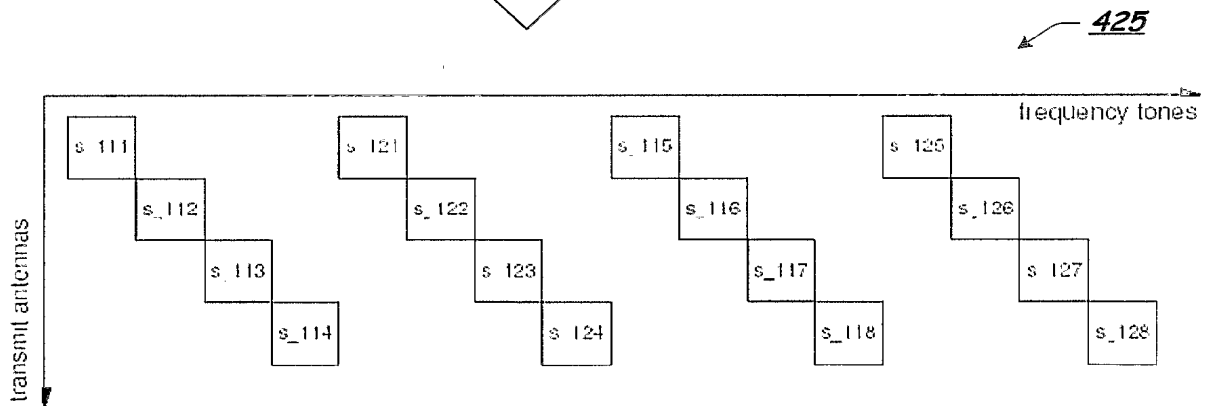 425
frequency tones
s_111 s_121 s_115 s_125
s_112 s_122 s_116 s_126
s_113 s_123 s_117 s_127
s_114 s_124 s_118 s_128
transmit antennas